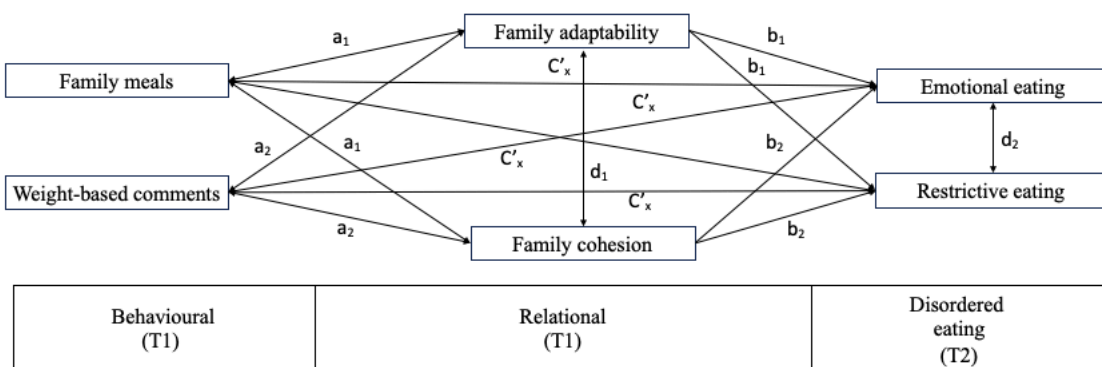 Family adaptability
a₁
b₁
C'ₓ
b₁
Family meals
Emotional eating
C'ₓ
a₂
a₁
b₂
d₂
C'ₓ
d₁
Weight-based comments
Restrictive eating
C'ₓ
a₂
b₂
Family cohesion
Behavioural
(T1)
Relational
(T1)
Disordered
eating
(T2)